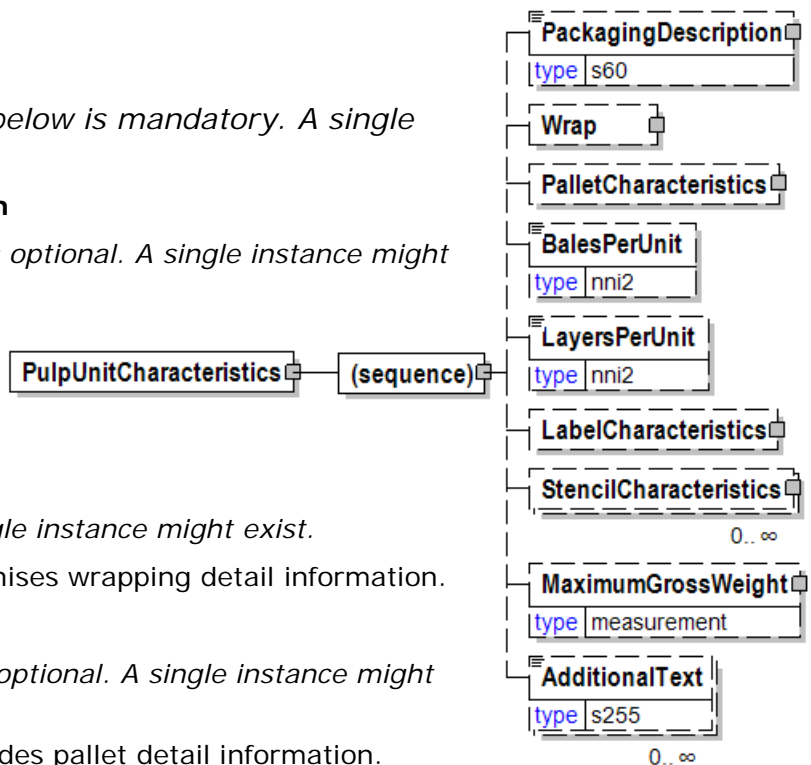 below is mandatory. A single
n
optional. A single instance might
gle instance might exist.
nises wrapping detail information.
optional. A single instance might
des pallet detail information.
PulpUnitCharacteristics
(sequence)
PackagingDescription
type s60
Wrap
PalletCharacteristics
BalesPerUnit
type nni2
LayersPerUnit
type nni2
LabelCharacteristics
StencilCharacteristics
0.. ∞
MaximumGrossWeight
type measurement
AdditionalText
type s255
0.. ∞